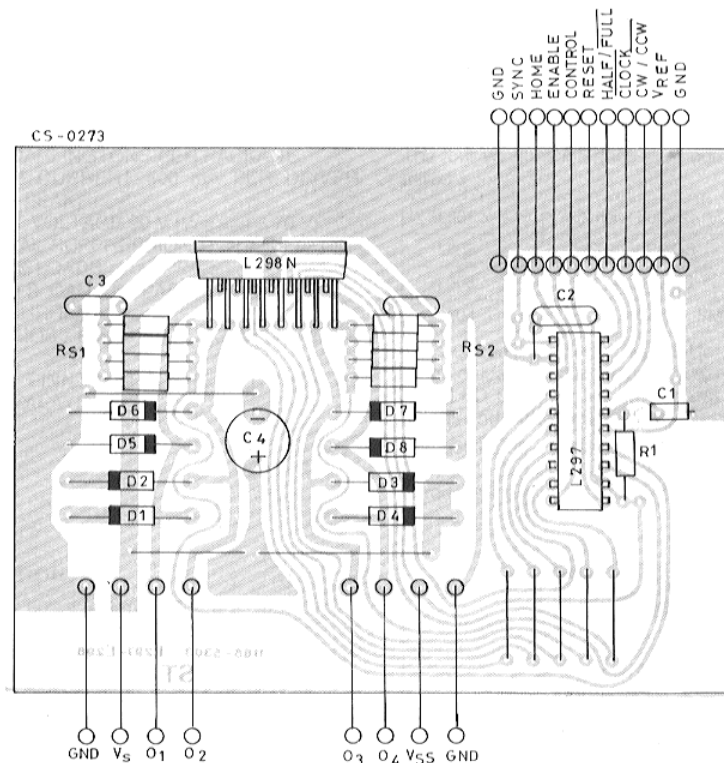 GND
SYNC
HOME
ENABLE
CONTROL
RESET
HALF/FULL
CLOCK
CW/CCW
VREF
GND
CS-0273
L298N
C3
C2
RS1
RS2
C1
D6
D7
C4
D5
D8
R1
L297
D2
D3
D1
D4
ST
GND
VS
O1
O2
O3
O4
VSS
GND